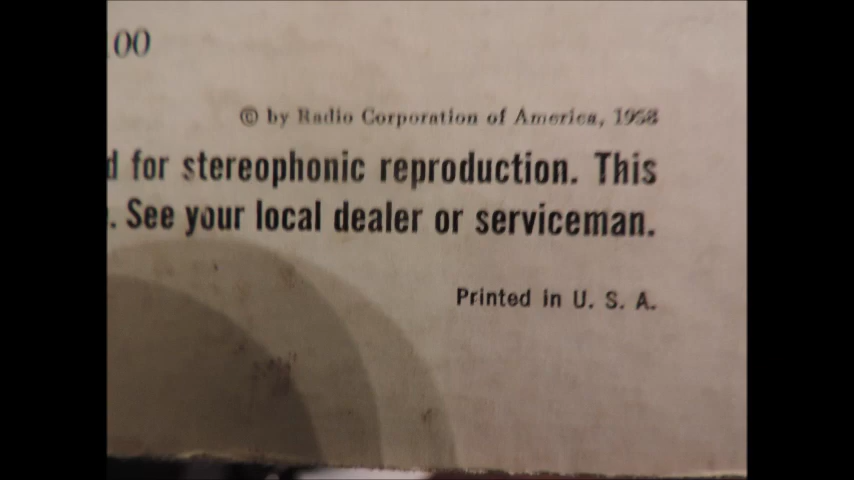 .00
© by Radio Corporation of America, 1958
d for stereophonic reproduction. This
. See your local dealer or serviceman.
Printed in U. S. A.